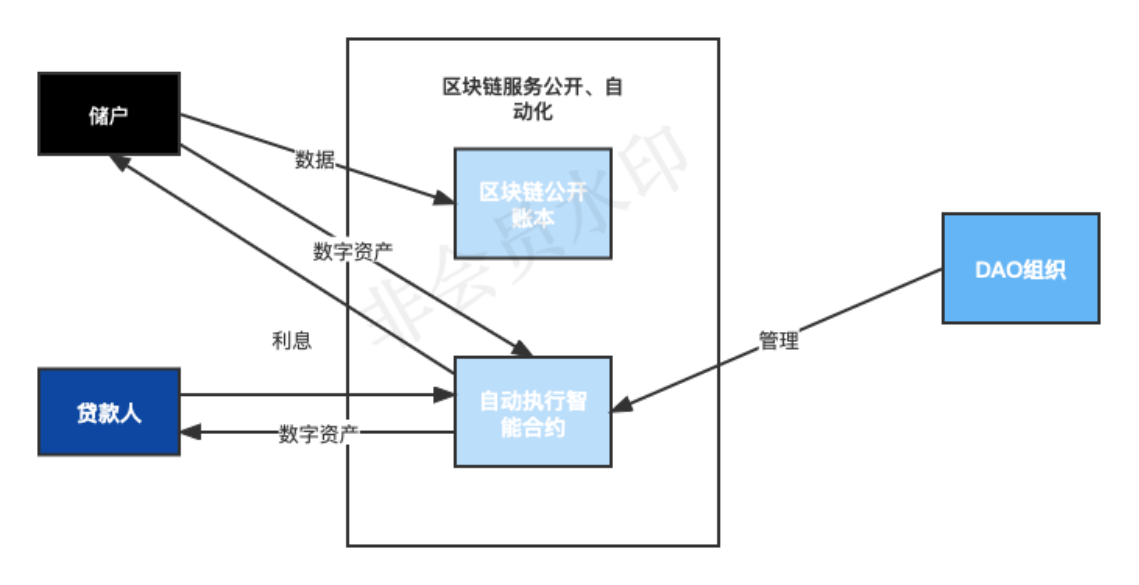 区块链服务公开、自
动化
储户
数据
区块链公开
账本
数字资产
DAO组织
管理
利息
贷款人
自动执行智
能合约
数字资产
非会员水印